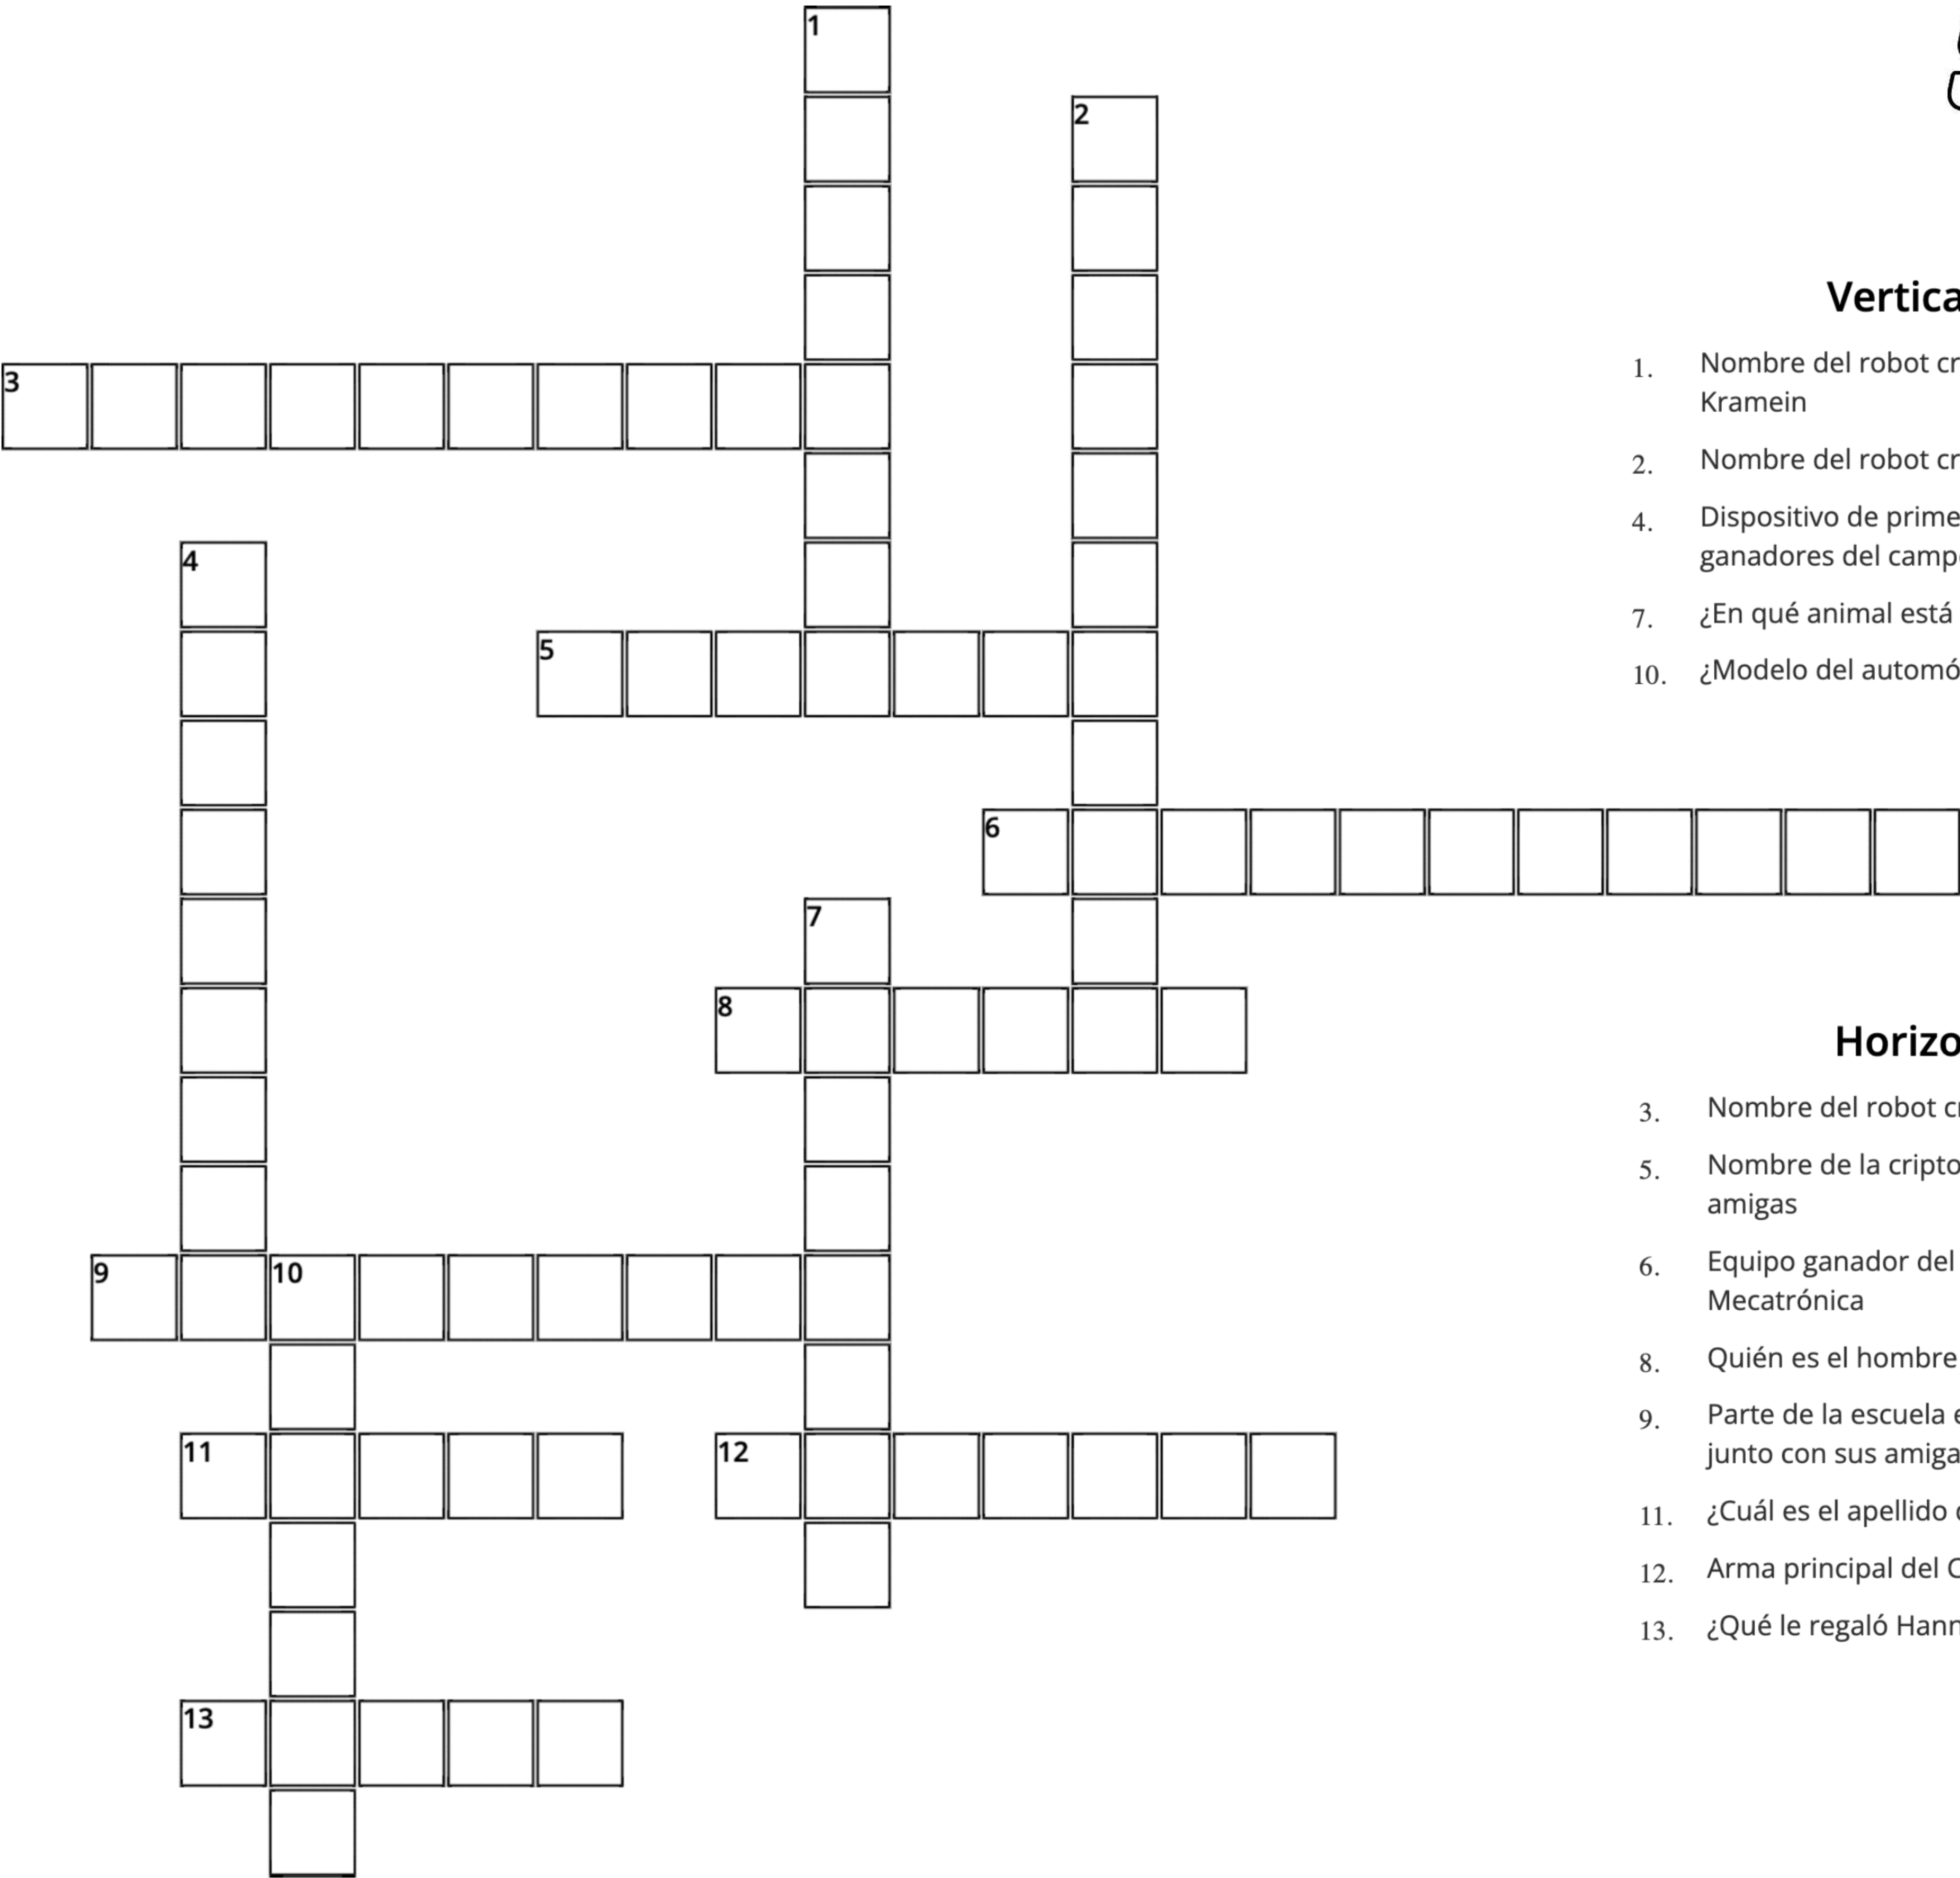 1
2
3
4
5
6
7
8
9
10
11
12
13
Vertica
1. Nombre del robot cr
Kramein
2. Nombre del robot cr
4. Dispositivo de prime
ganadores del camp
7. ¿En qué animal está
10. ¿Modelo del automó
Horizo
3. Nombre del robot c
5. Nombre de la cripto
amigas
6. Equipo ganador del
Mecatrónica
8. Quién es el hombre
9. Parte de la escuela e
junto con sus amiga
11. ¿Cuál es el apellido
12. Arma principal del C
13. ¿Qué le regaló Hann